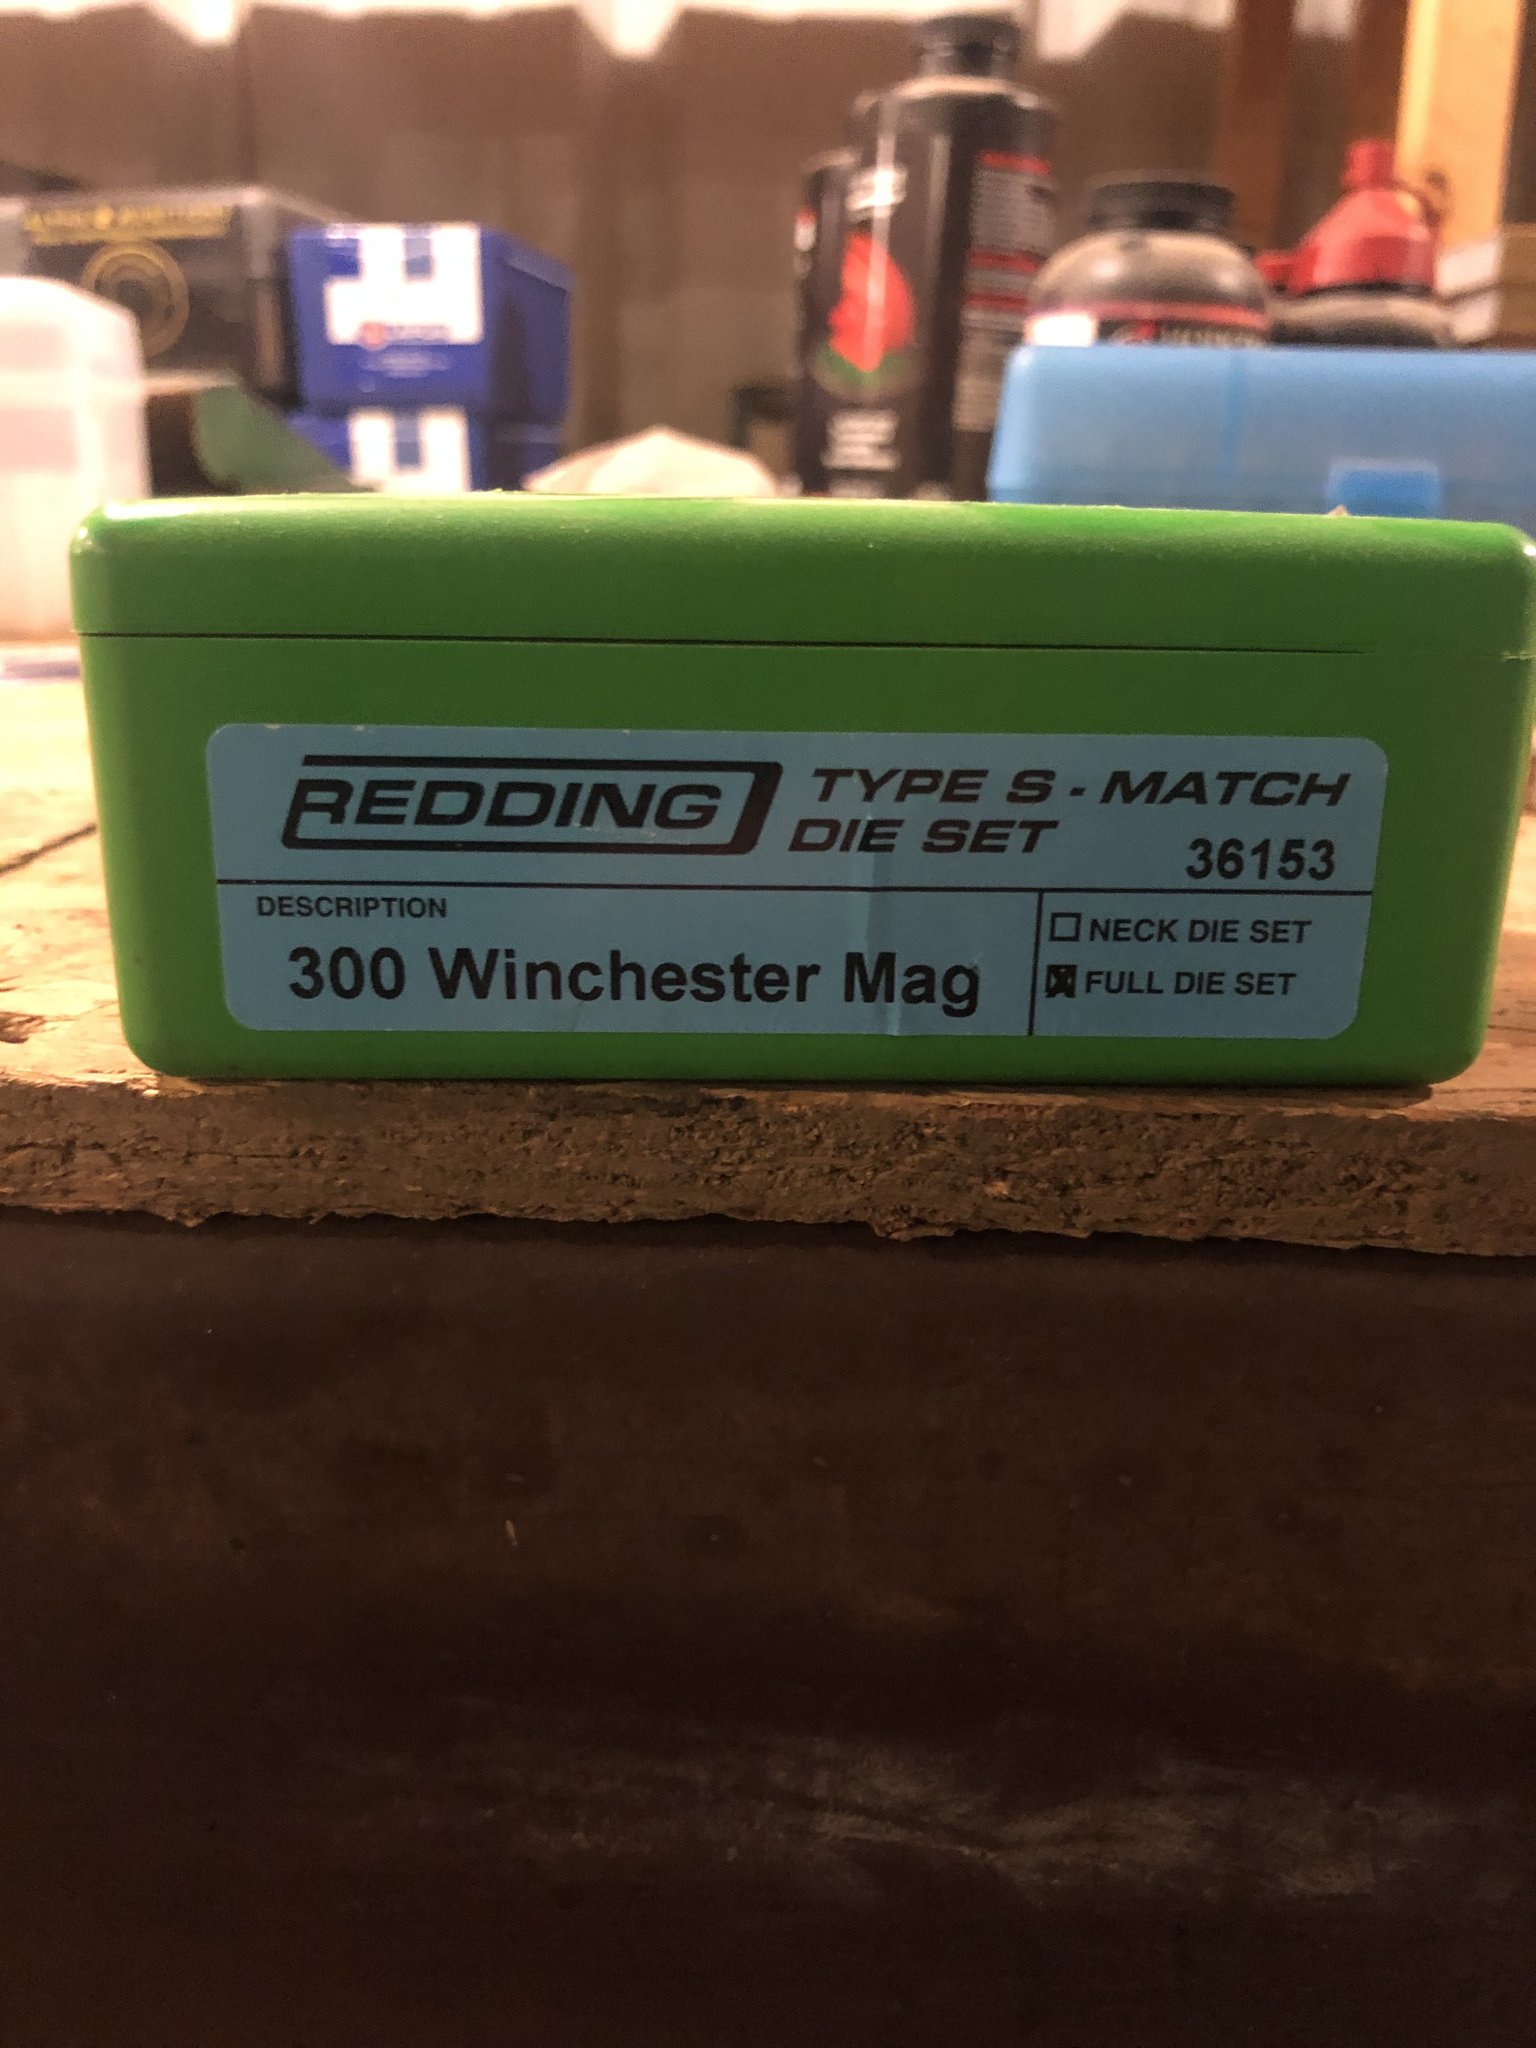 REDDING TYPE S - MATCH
DIE SET
36153
DESCRIPTION
300 Winchester Mag
NECK DIE SET
FULL DIE SET